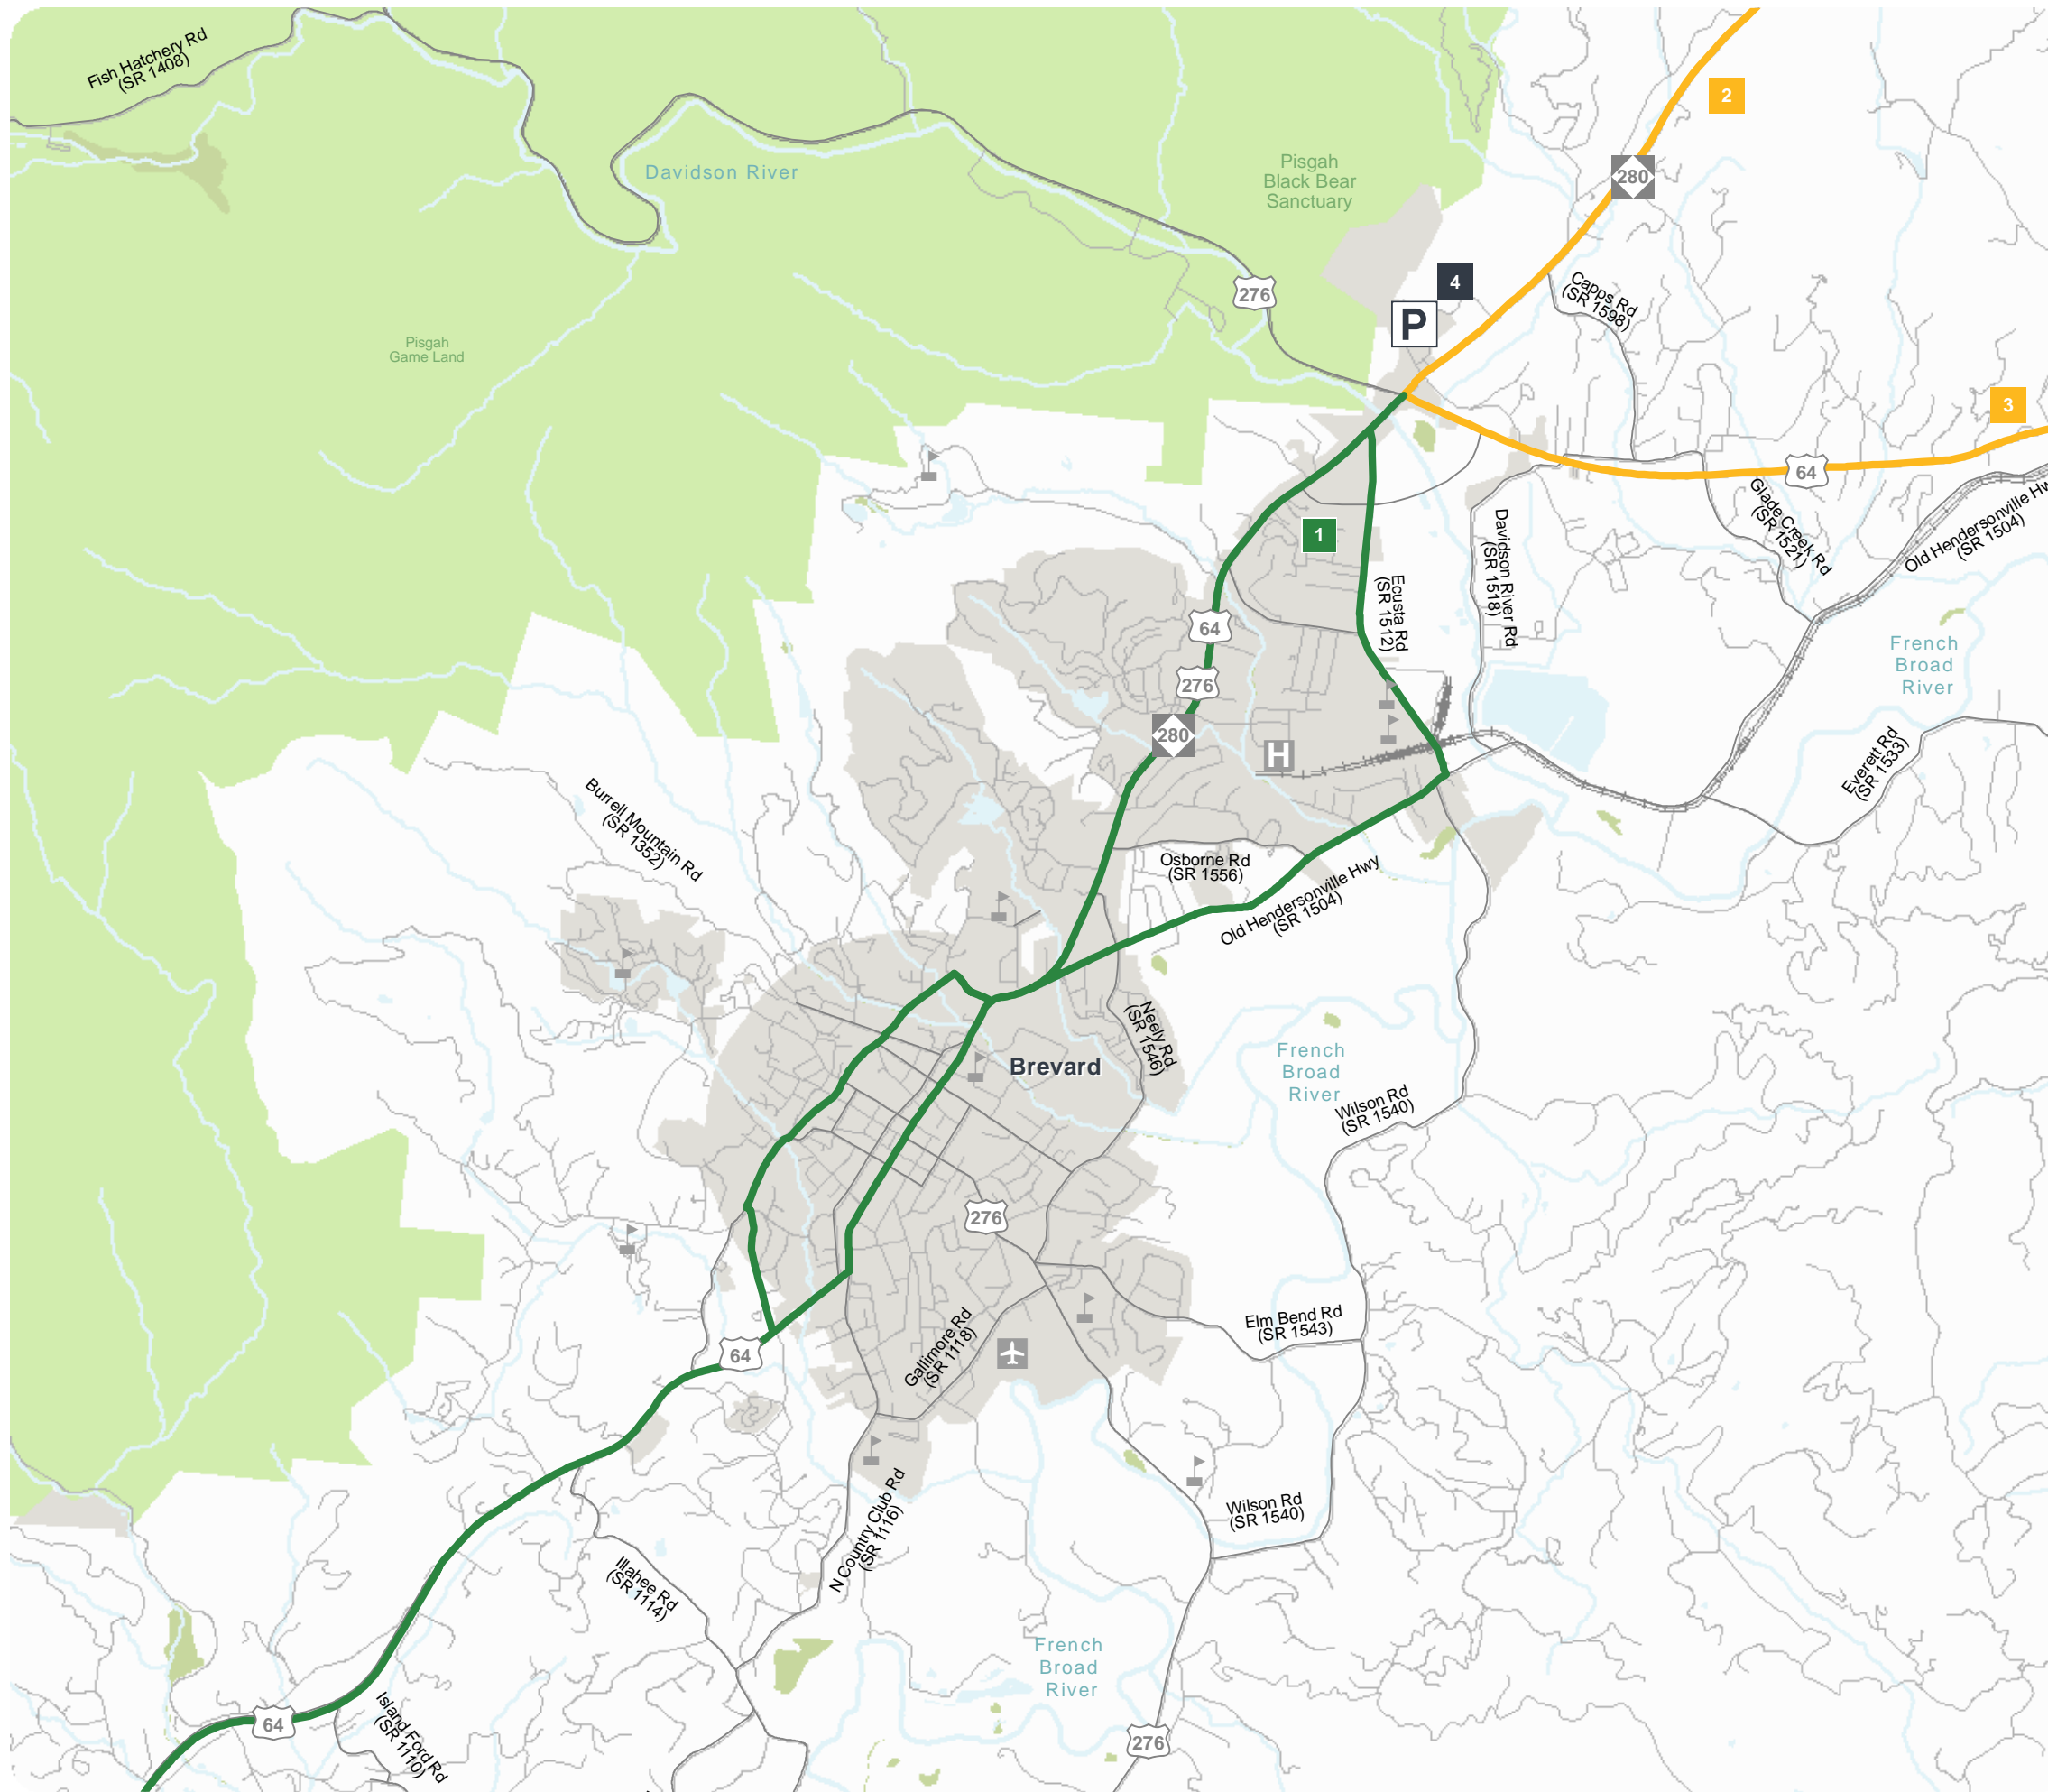 Fish Hatchery Rd
(SR 1408)
2
Davidson River
Pisgah
Black Bear
Sanctuary
280
276
4
P
Capps Rd
(SR 1598)
Pisgah
Game Land
3
64
1
Glade Creek Rd
(SR 1521)
Old Hendersonville Hw
(SR 1504)
Davidson River Rd
(SR 1518)
Ecusta Rd
(SR 1512)
64
276
280
H
French
Broad
River
Everett Rd
(SR 1533)
Burrell Mountain Rd
(SR 1352)
Osborne Rd
(SR 1556)
Old Hendersonville Hwy
(SR 1504)
Neely Rd
(SR 1546)
Brevard
French
Broad
River
Wilson Rd
(SR 1540)
276
Elm Bend Rd
(SR 1543)
Gallimore Rd
(SR 1118)
64
N Country Club Rd
(SR 1116)
Wilson Rd
(SR 1540)
Illahee Rd
(SR 1114)
French
Broad
River
Island Ford Rd
(SR 1110)
64
276